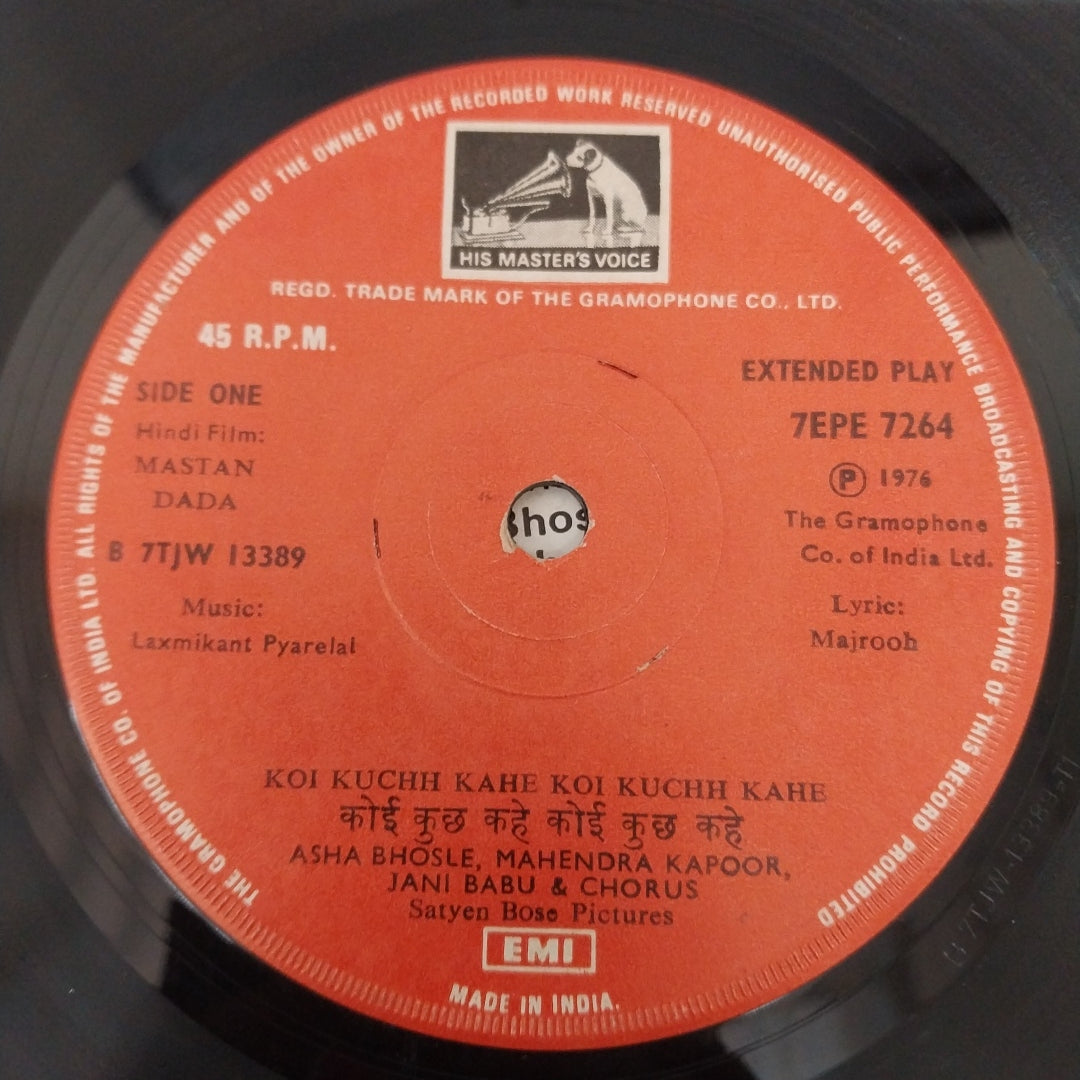 THE GRAMOPHONE CO. OF INDIA LTD. ALL RIGHTS OF THE MANUFACTURER AND OF THE OWNER OF THE RECORDED WORK RESERVED UNAUTHORISED PUBLIC PERFORMANCE BROADCASTING AND COPYING OF THIS RECORD PROHIBITED
HIS MASTER'S VOICE
REGD. TRADE MARK OF THE GRAMOPHONE CO., LTD.
45 R.P.M.
SIDE ONE
Hindi Film:
MASTAN
DADA
B 7TJW 13389
Music:
Laxmikant Pyarelal
EXTENDED PLAY
7EPE 7264
Ⓟ 1976
The Gramophone
Co. of India Ltd.
Lyric:
Majrooh
hos
KOI KUCHH KAHE KOI KUCHH KAHE
कोई कुछ कहे कोई कुछ कहे
ASHA BHOSLE, MAHENDRA KAPOOR,
JANI BABU & CHORUS
Satyen Bose Pictures
EMI
MADE IN INDIA.